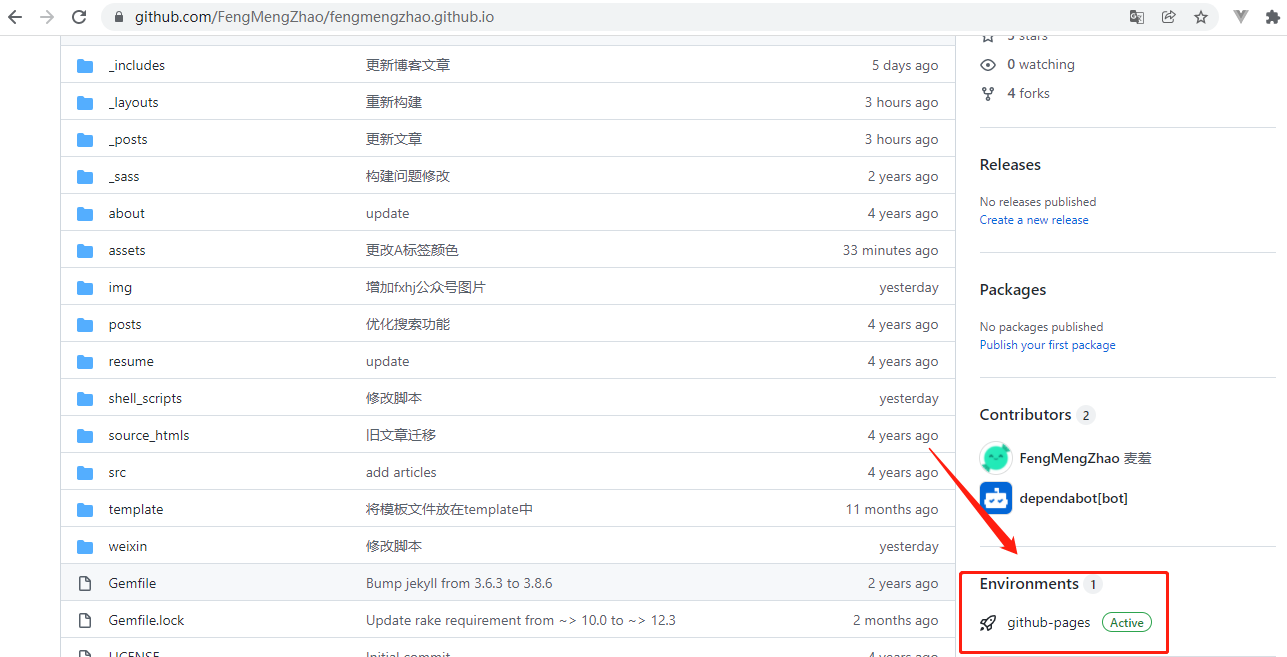 github.com/FengMengZhao/fengmengzhao.github.io
_includes 更新博客文章 5 days ago
_layouts 重新构建 3 hours ago
_posts 更新文章 3 hours ago
_sass 构建问题修改 2 years ago
about update 4 years ago
assets 更改A标签颜色 33 minutes ago
img 增加fxhj公众号图片 yesterday
posts 优化搜索功能 4 years ago
resume update 4 years ago
shell_scripts 修改脚本 yesterday
source_htmls 旧文章迁移 4 years ago
src add articles 4 years ago
template 将模板文件放在template中 11 months ago
weixin 修改脚本 yesterday
Gemfile Bump jekyll from 3.6.3 to 3.8.6 2 years ago
Gemfile.lock Update rake requirement from ~> 10.0 to ~> 12.3 2 months ago
LICENSE Initial commit 4 years ago
stars
0 watching
4 forks
Releases
No releases published
Create a new release
Packages
No packages published
Publish your first package
Contributors 2
FengMengZhao 麦羞
dependabot[bot]
Environments 1
github-pages Active